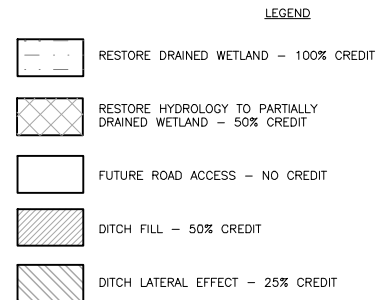 LEGEND
RESTORE DRAINED WETLAND – 100% CREDIT
RESTORE HYDROLOGY TO PARTIALLY
DRAINED WETLAND – 50% CREDIT
FUTURE ROAD ACCESS – NO CREDIT
DITCH FILL – 50% CREDIT
DITCH LATERAL EFFECT – 25% CREDIT